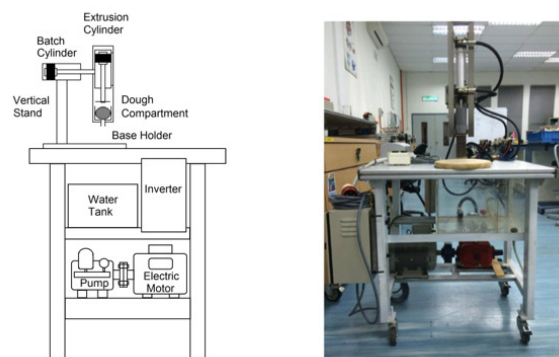 Extrusion
Cylinder
Batch
Cylinder
Vertical
Stand
Dough
Compartment
Base Holder
Inverter
Water
Tank
Pump
Electric
Motor